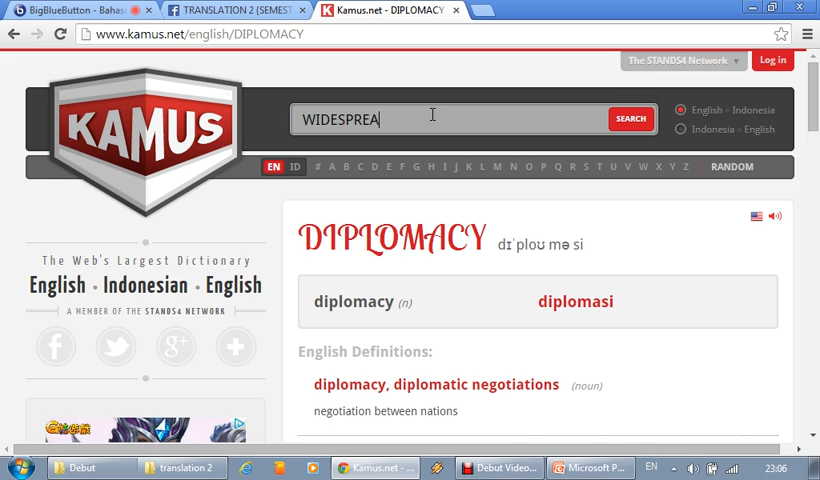 BigBlueButton - Bahas
TRANSLATION 2 (SEMEST
Kamus.net - DIPLOMACY
www.kamus.net/english/DIPLOMACY
The STANDS4 Network
Log in
KAMUS
WIDESPREA
SEARCH
English » Indonesia
Indonesia » English
EN ID # A B C D E F G H I J K L M N O P Q R S T U V W X Y Z RANDOM
DIPLOMACY dɪˈploʊ mə si
The Web's Largest Dictionary
English • Indonesian • English
A MEMBER OF THE STANDS4 NETWORK
diplomacy (n) diplomasi
English Definitions:
diplomacy, diplomatic negotiations (noun)
negotiation between nations
Debut
translation 2
Kamus.net - ...
Debut Video...
Microsoft P...
EN
23:06